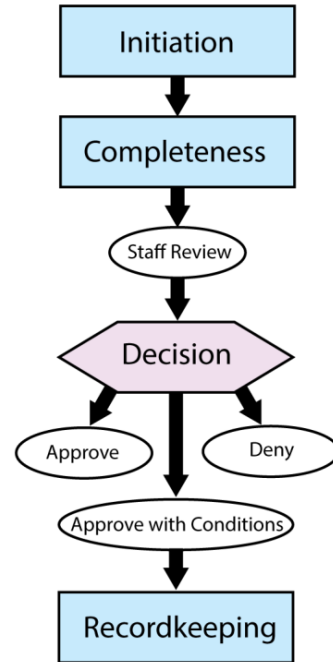 Initiation
Completeness
Staff Review
Decision
Approve
Deny
Approve with Conditions
Recordkeeping